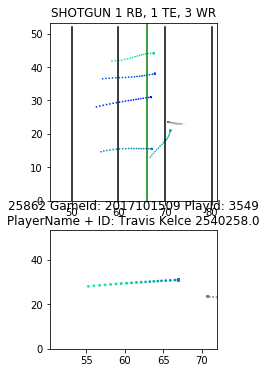 SHOTGUN 1 RB, 1 TE, 3 WR
50
40
30
20
10
0
50 60 70 80
25862 GameId: 2017101509 PlayId: 3549
PlayerName + ID: Travis Kelce 2540258.0
40
20
0
55 60 65 70